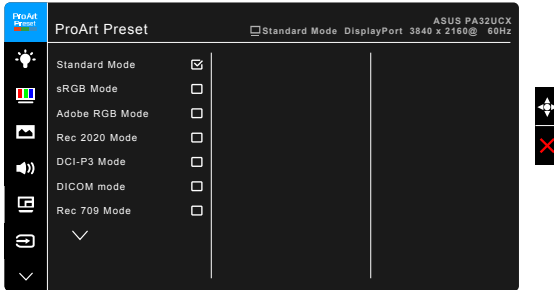 ProArt
Preset
ProArt Preset
ASUS PA32UCX
Standard Mode DisplayPort 3840 x 2160@ 60Hz
Standard Mode
sRGB Mode
Adobe RGB Mode
Rec 2020 Mode
DCI-P3 Mode
DICOM mode
Rec 709 Mode